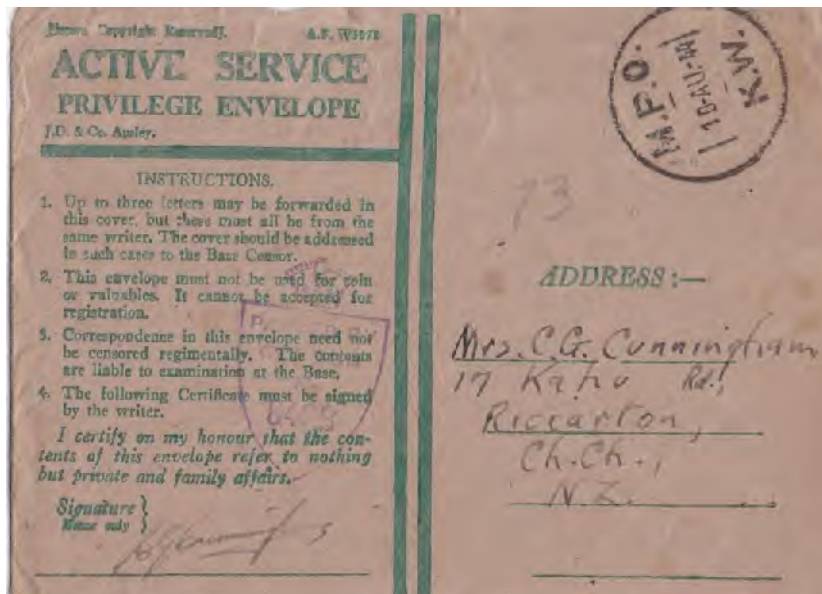 [Crown Copyright Reserved]. A.F. W3078
ACTIVE SERVICE
PRIVILEGE ENVELOPE
J.D. & Co.
INSTRUCTIONS.
1. Up to three letters may be forwarded in
this cover, but these must all be from the
same writer. The cover should be addressed
in such cases to the Base Censor.
2. This envelope must not be used for coin
or valuables. It cannot be accepted for
registration.
3. Correspondence in this envelope need not
be censored regimentally. The contents
are liable to examination at the Base.
4. The following Certificate must be signed
by the writer.
I certify on my honour that the con-
tents of this envelope refer to nothing
but private and family affairs.
Signature }
Name only }
M.P.O.
10-AU-44
K.W.
73
ADDRESS :—
Mrs. C.G. Cunningham
17 Kahu Rd.,
Riccarton,
Ch.Ch.,
N.Z.